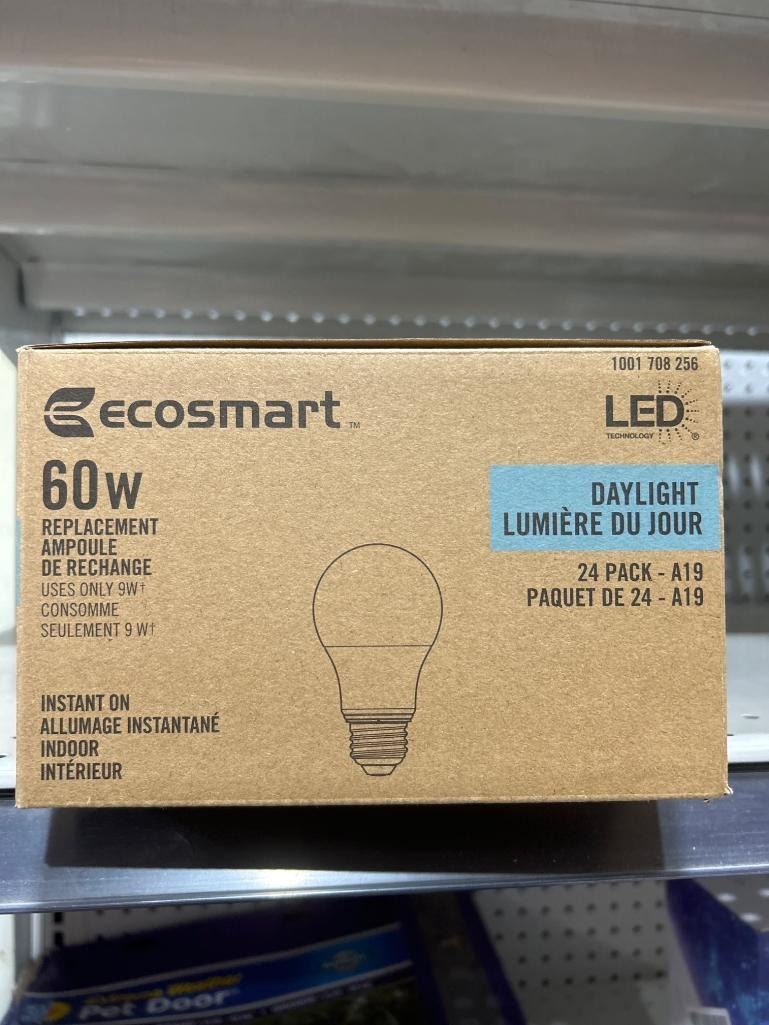 1001 708 256
ecosmart™
LED
TECHNOLOGY ®
60W
REPLACEMENT
AMPOULE
DE RECHANGE
USES ONLY 9W†
CONSOMME
SEULEMENT 9 W†
DAYLIGHT
LUMIÈRE DU JOUR
24 PACK - A19
PAQUET DE 24 - A19
INSTANT ON
ALLUMAGE INSTANTANÉ
INDOOR
INTÉRIEUR
Pet Door